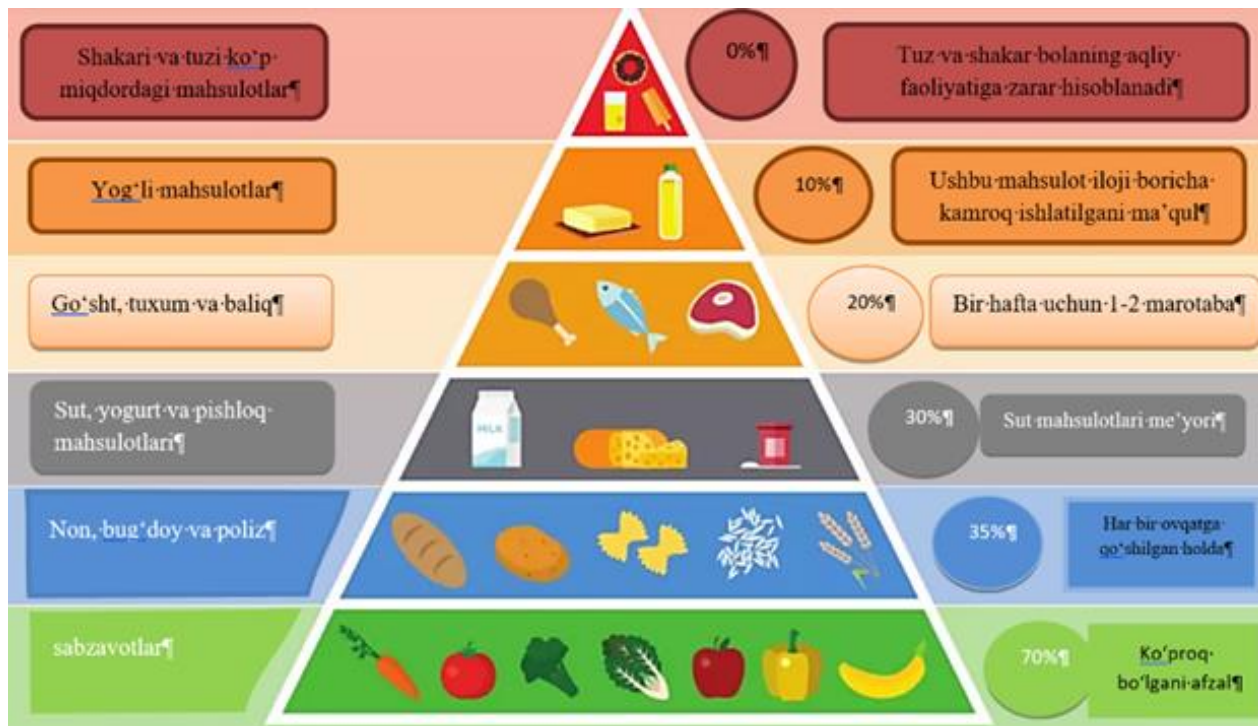 Shakari va tuzi ko‘p
miqdordagi mahsulotlar¶
0%¶
Tuz va shakar bolaning aqliy
faoliyatiga zarar hisoblanadi¶
Yog‘li mahsulotlar¶
10%¶
Ushbu mahsulot iloji boricha
kamroq ishlatilgani ma’qul¶
Go‘sht, tuxum va baliq¶
20%¶
Bir hafta uchun 1-2 marotaba¶
Sut, yogurt va pishloq
mahsulotlari¶
MILK
30%¶
Sut mahsulotlari me’yori¶
Non, bug‘doy va poliz¶
35%¶
Har bir ovqatga
qo‘shilgan holda¶
sabzavotlar¶
70%¶
Ko‘proq
bo‘lgani afzal¶